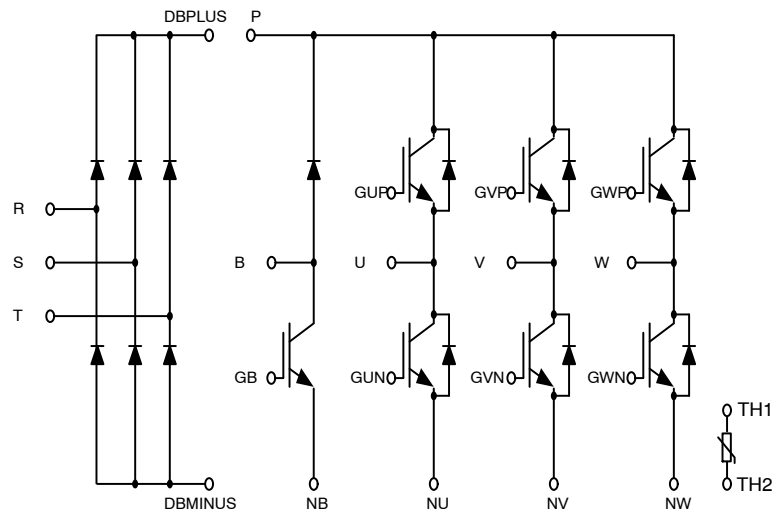 DBPLUS P
GUP GVP GWP
R
S B U V W
T
GB GUN GVN GWN
TH1
TH2
DBMINUS NB NU NV NW